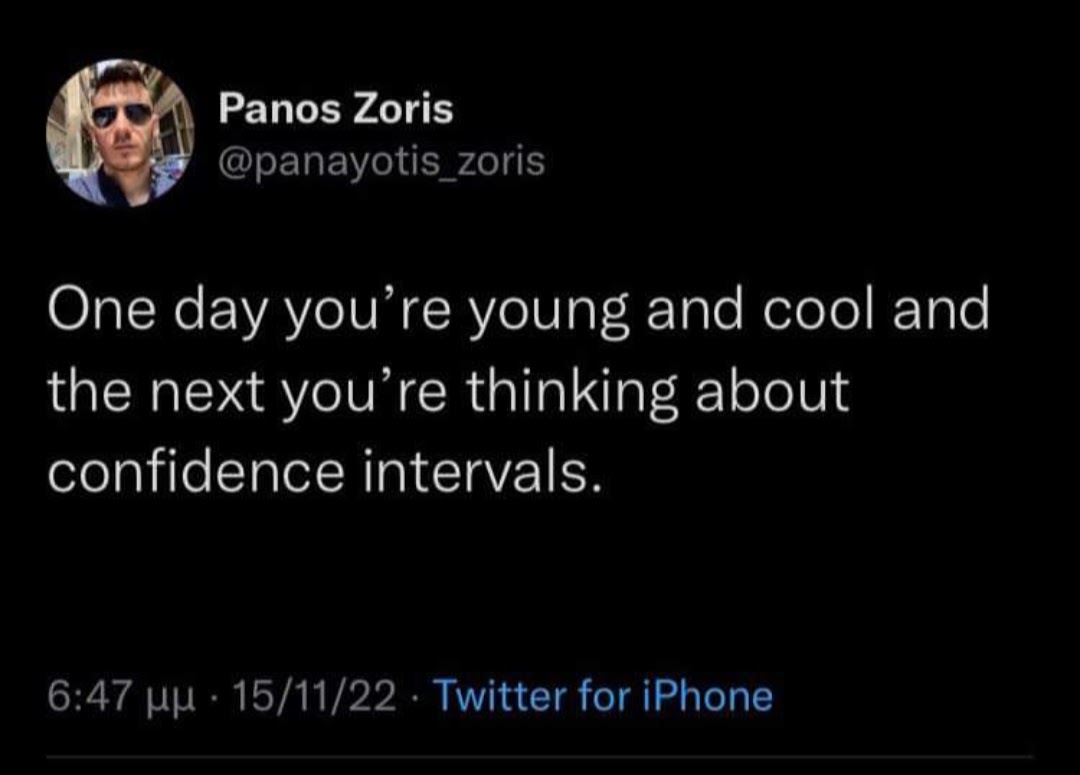 Panos Zoris
@panayotis_zoris
One day you’re young and cool and
the next you’re thinking about
confidence intervals.
6:47 μμ · 15/11/22 · Twitter for iPhone